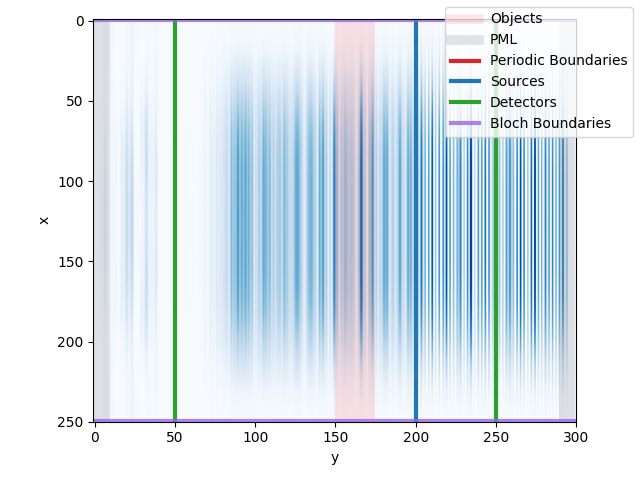 Objects
PML
Periodic Boundaries
Sources
Detectors
Bloch Boundaries
0
50
100
150
200
250
x
0
50
100
150
200
250
300
y